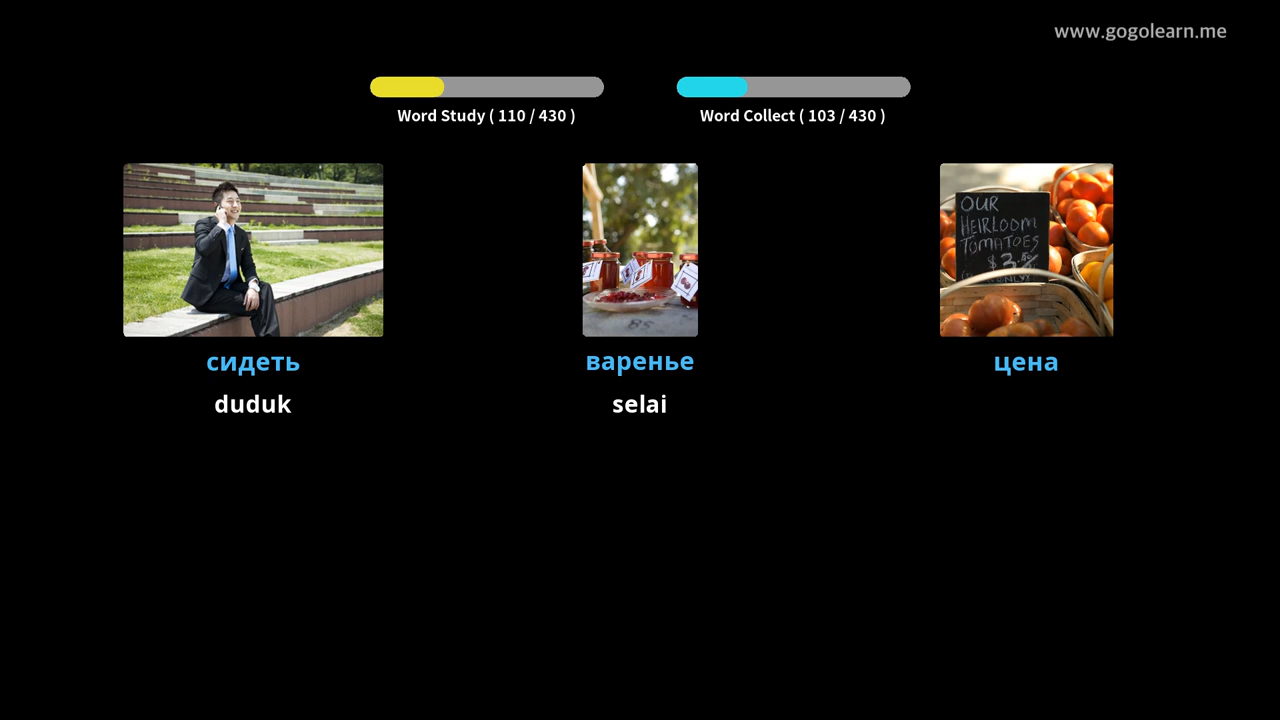 www.gogolearn.me
Word Study ( 110 / 430 )
Word Collect ( 103 / 430 )
OUR
HEIRLOOM
TOMATOES
сидеть
варенье
цена
duduk
selai